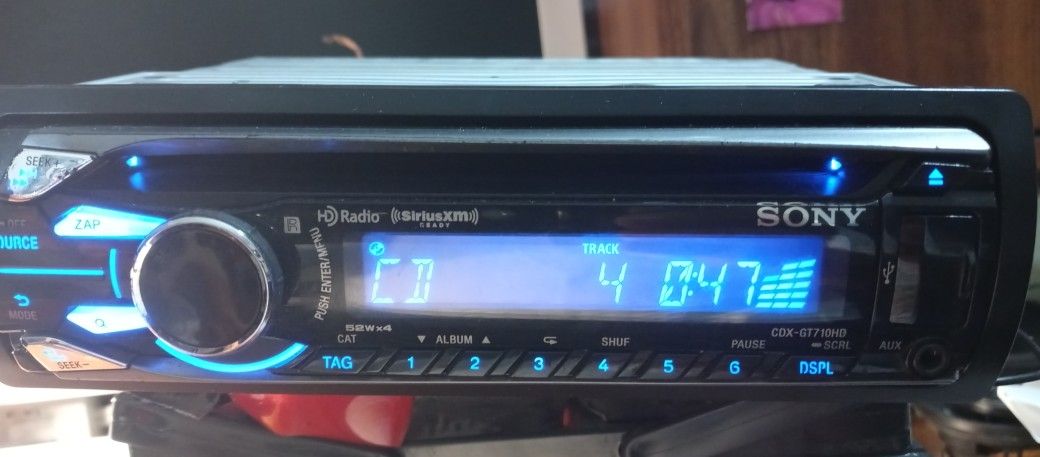 SEEK+
OFF
OURCE
ZAP
MODE
Q
SEEK-
PUSH ENTER/MENU
R
HD Radio
((SiriusXM))
READY
SONY
CD
TRACK
4 0:47
52W×4
CDX-GT710HD
CAT
▼ ALBUM ▲
SHUF
PAUSE
SCRL
AUX
TAG 1 2 3 4 5 6 DSPL